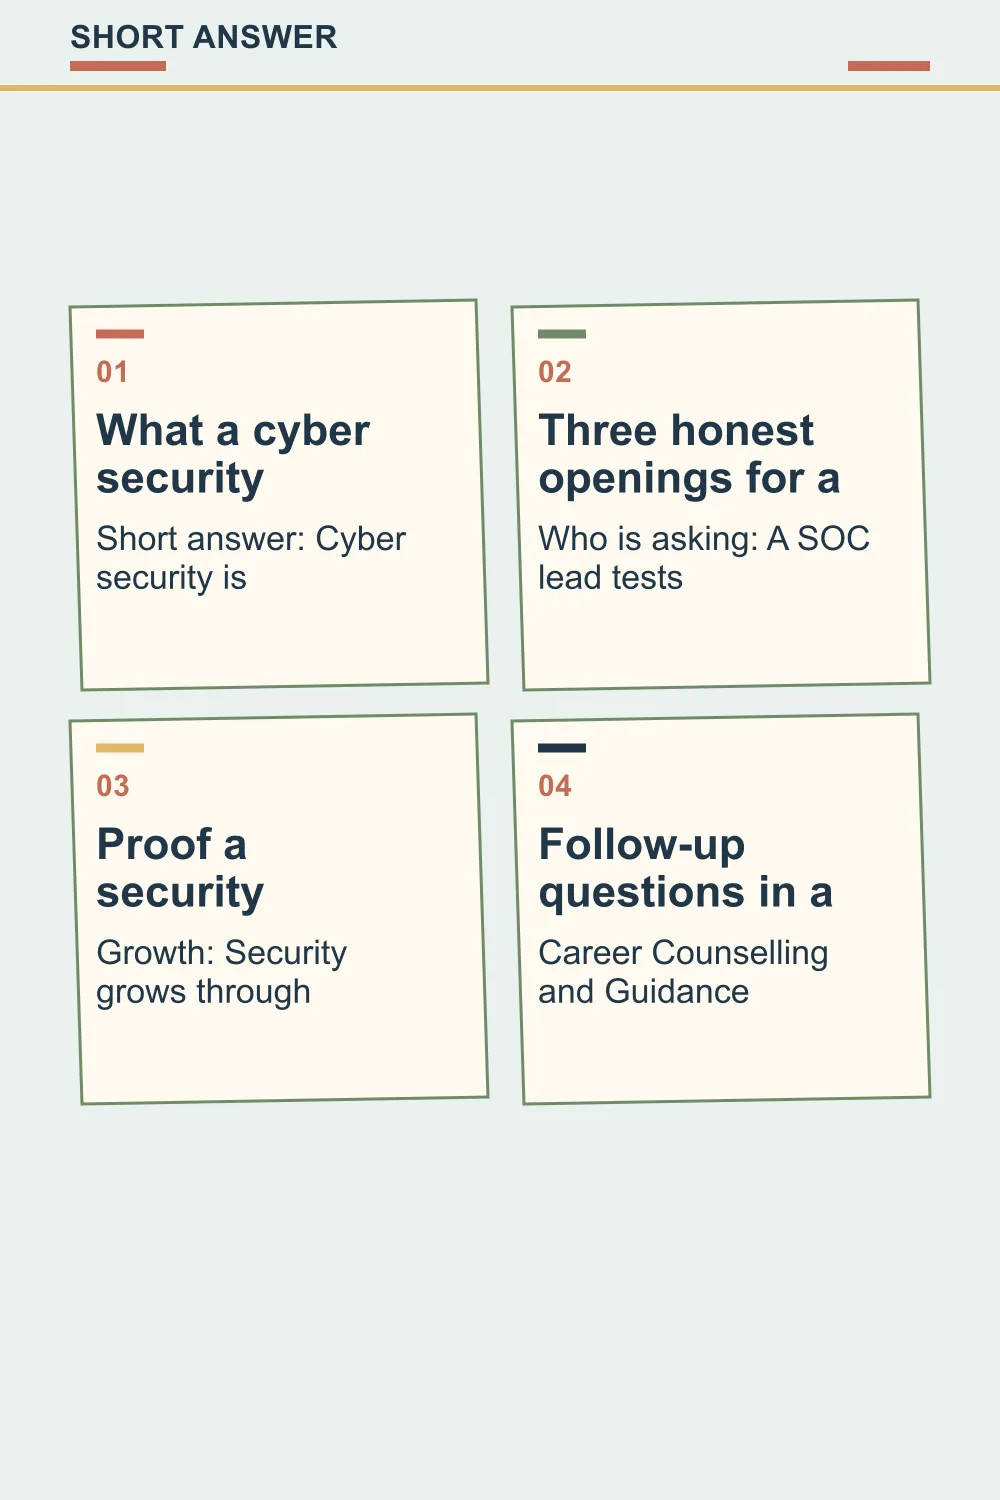 SHORT ANSWER
01
What a cyber
security
Short answer: Cyber
security is
02
Three honest
openings for a
Who is asking: A SOC
lead tests
03
Proof a
security
Growth: Security
grows through
04
Follow-up
questions in a
Career Counselling
and Guidance